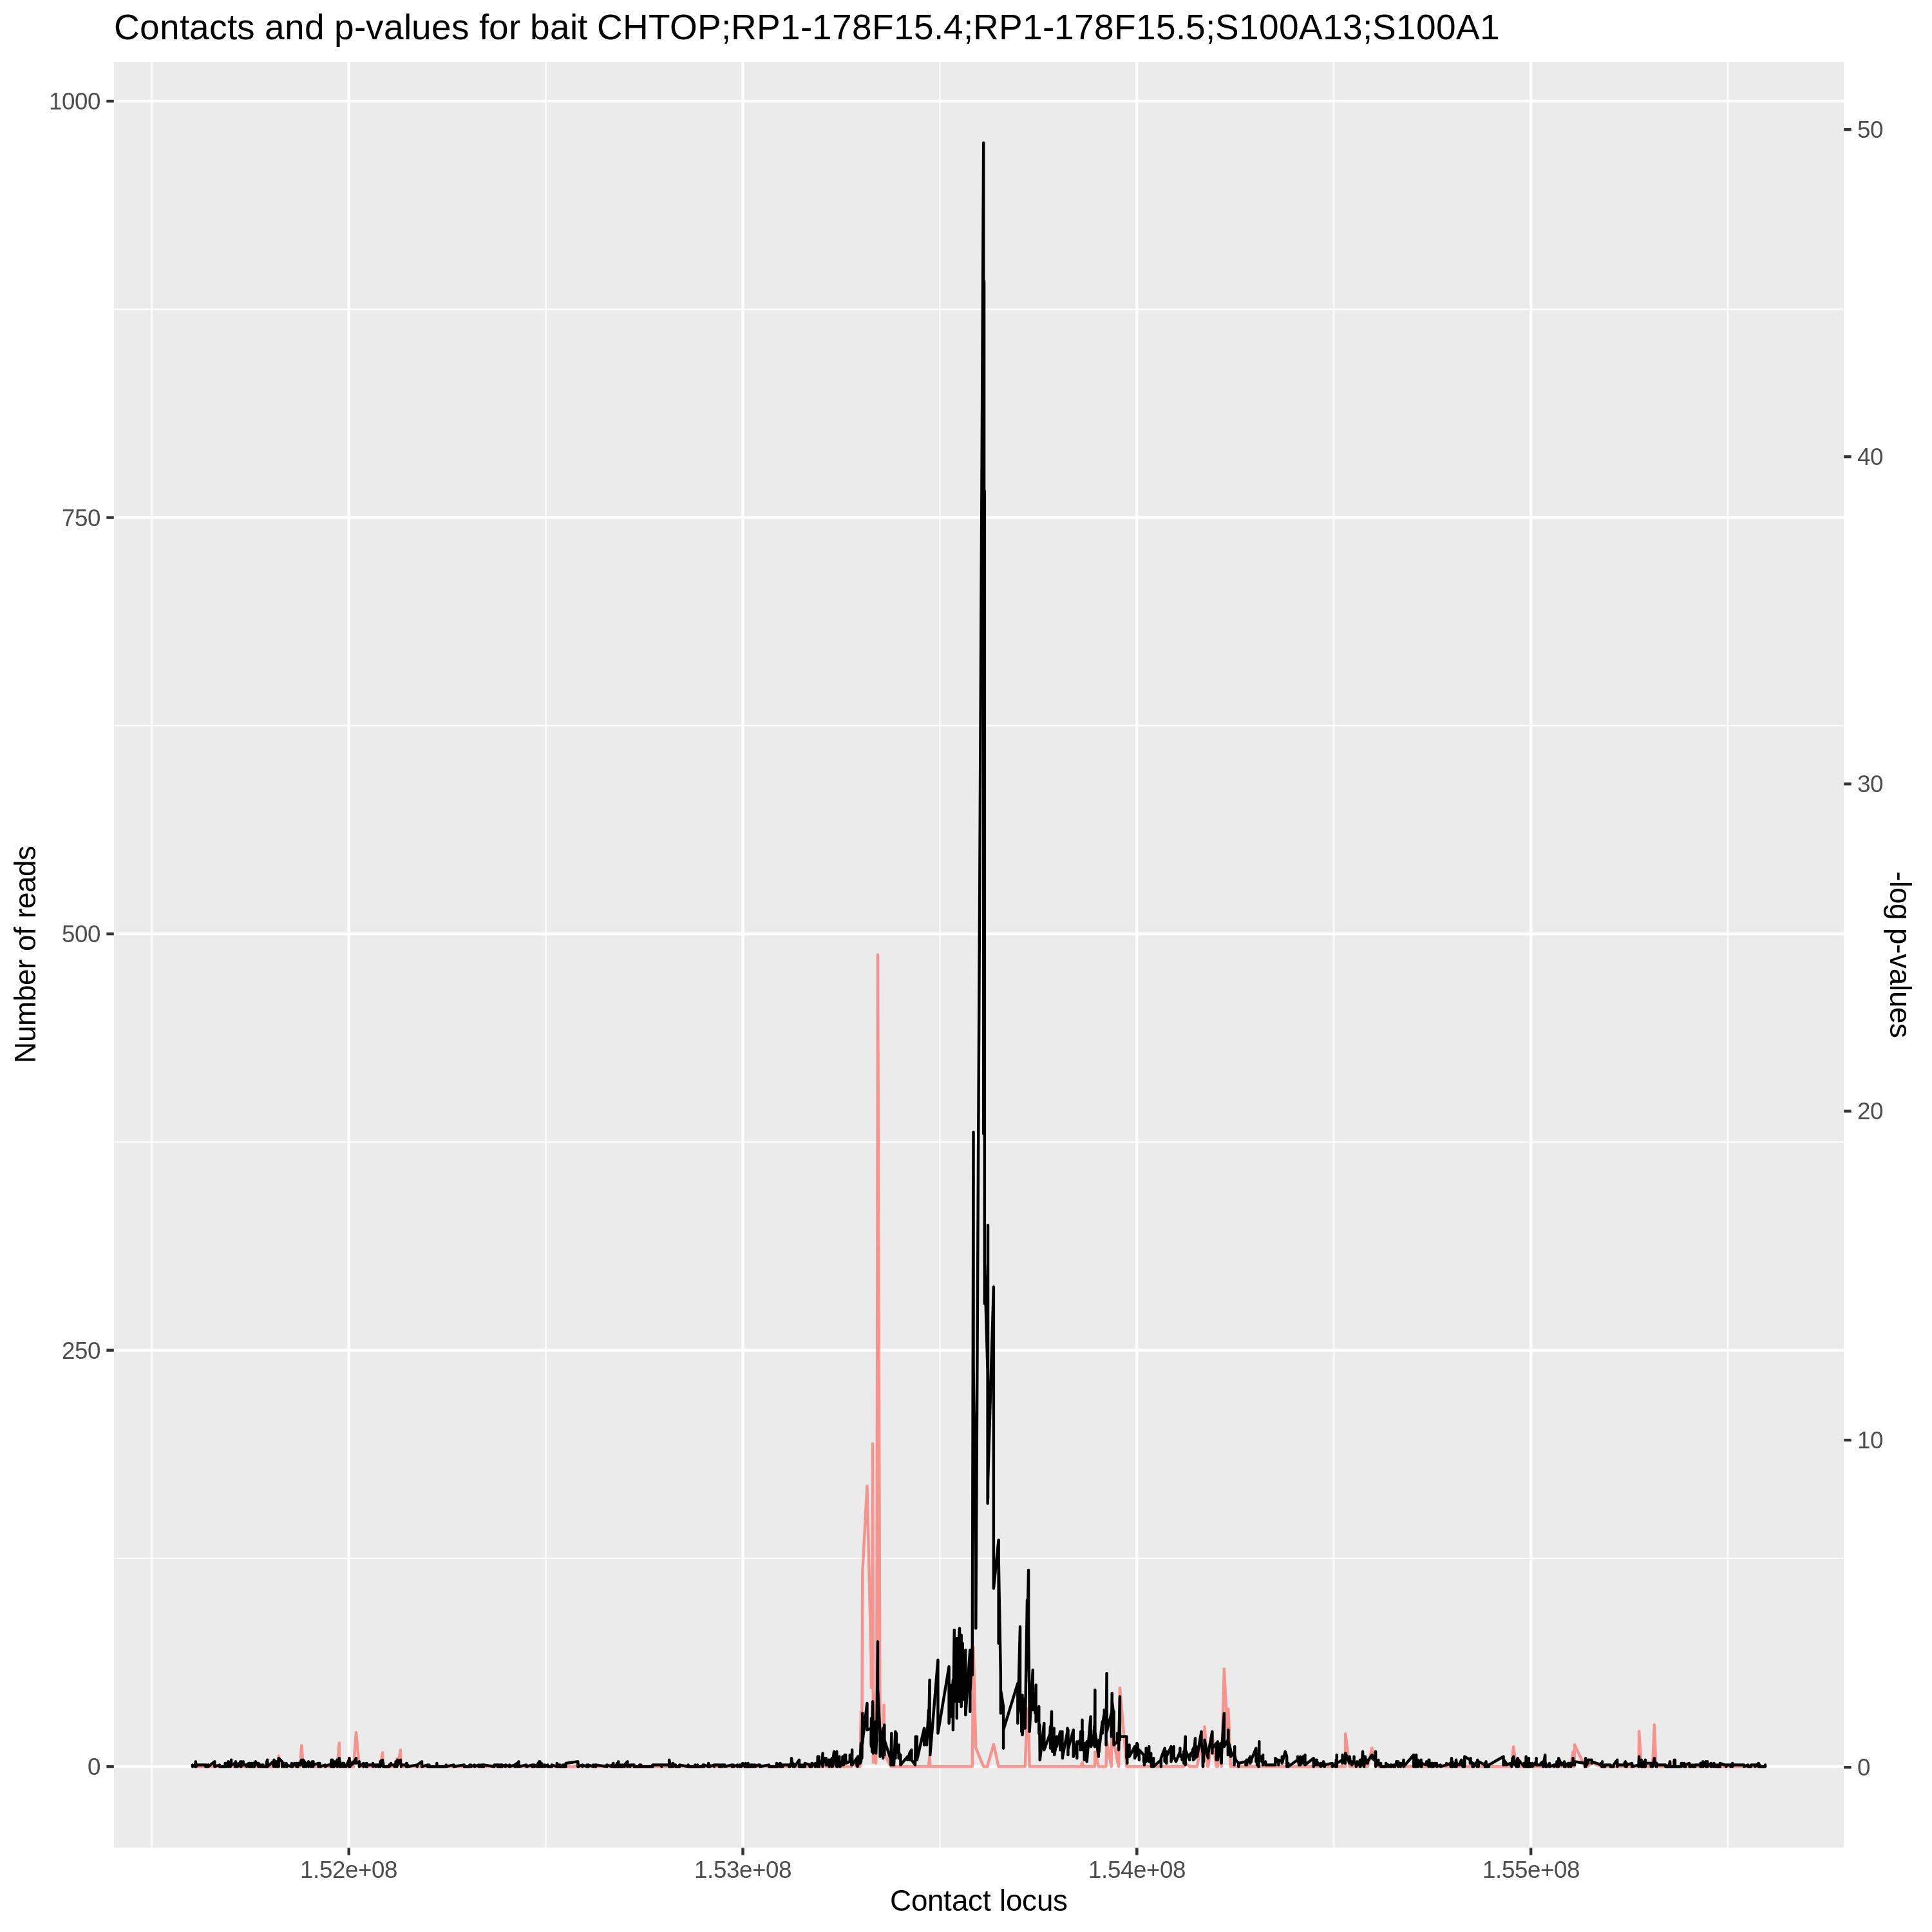 Contacts and p-values for bait CHTOP;RP1-178F15.4;RP1-178F15.5;S100A13;S100A1
1000
750
500
250
0
Number of reads
50
40
30
20
10
0
-log p-values
1.52e+08
1.53e+08
1.54e+08
1.55e+08
Contact locus